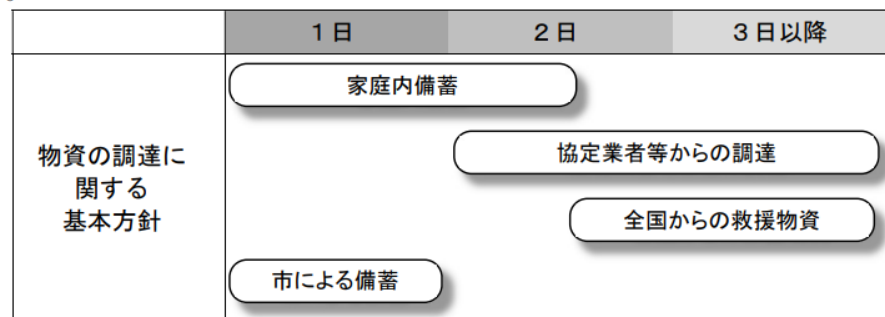 １日
２日
３日以降
物資の調達に
関する
基本方針
家庭内備蓄
協定業者等からの調達
全国からの救援物資
市による備蓄